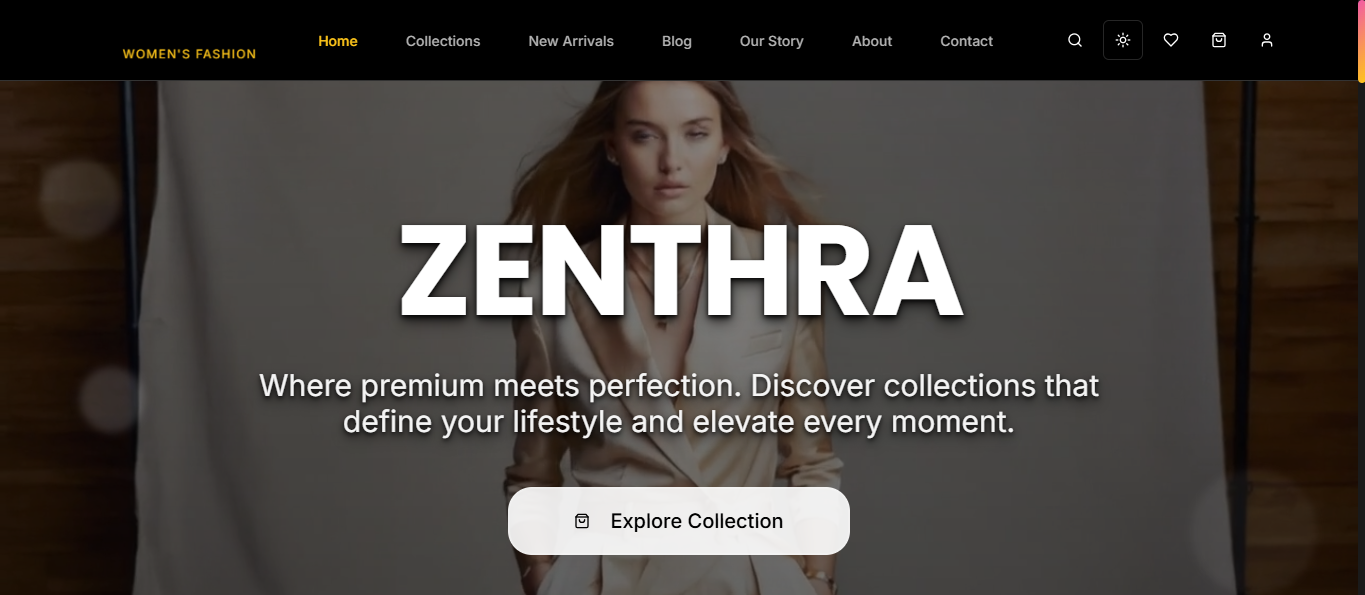 WOMEN'S FASHION
Home
Collections
New Arrivals
Blog
Our Story
About
Contact
ZENTHRA
Where premium meets perfection. Discover collections that
define your lifestyle and elevate every moment.
Explore Collection